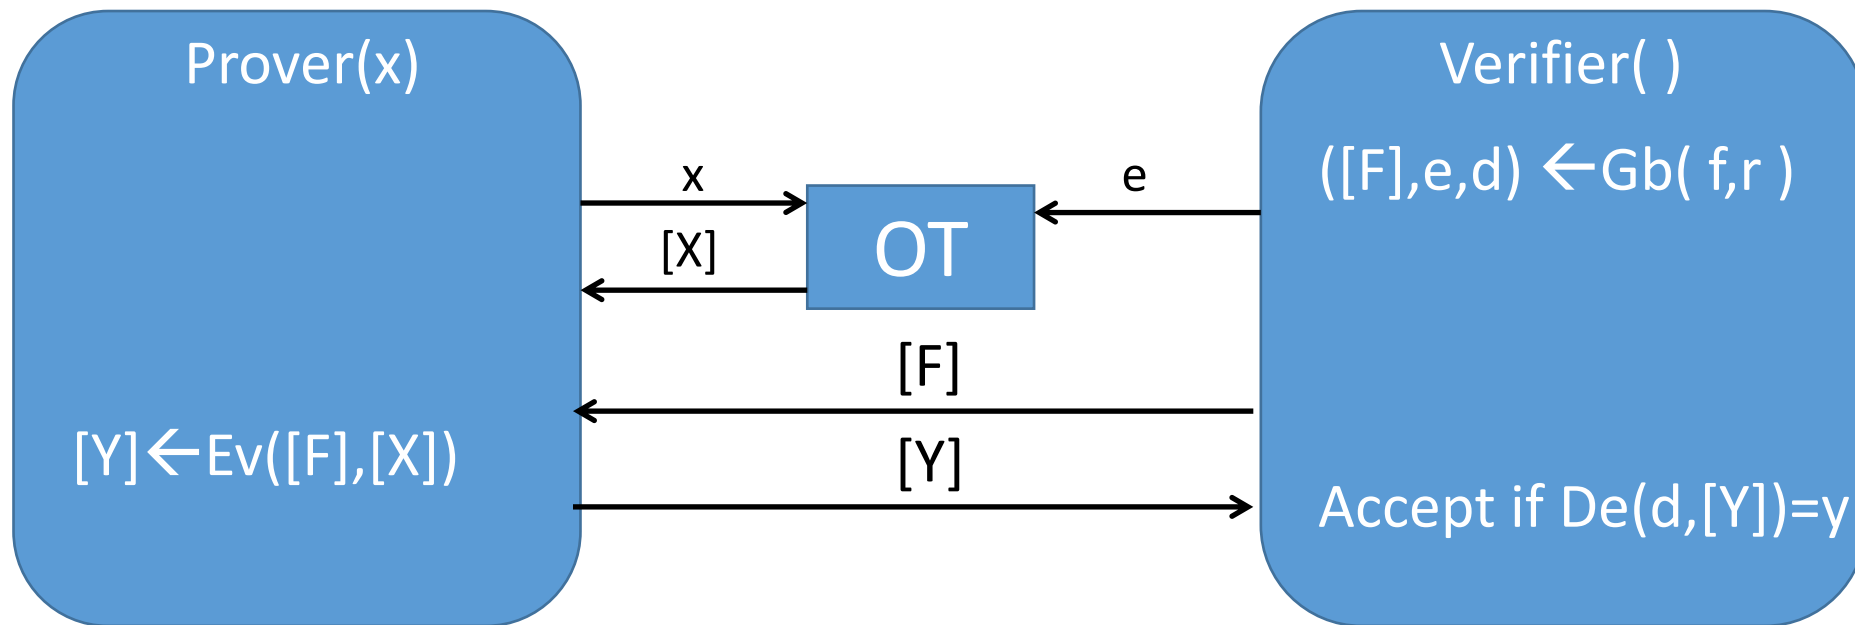 Prover(x)
Verifier( )
([F],e,d) ←Gb( f,r )
x
e
OT
[X]
[F]
[Y]←Ev([F],[X])
[Y]
Accept if De(d,[Y])=y